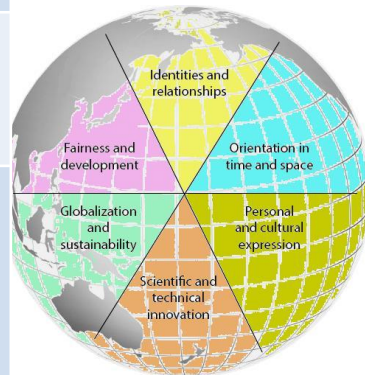 Identities and
relationships
Fairness and
development
Orientation in
time and space
Globalization
and
sustainability
Personal
and cultural
expression
Scientific and
technical
innovation